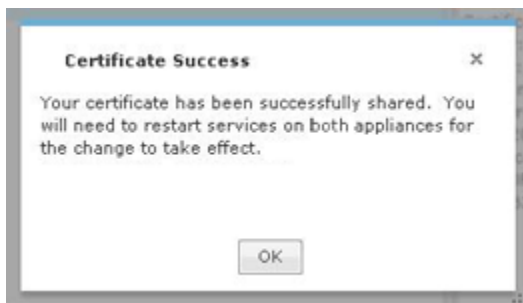 Certificate Success
Your certificate has been successfully shared. You
will need to restart services on both appliances for
the change to take effect.
OK